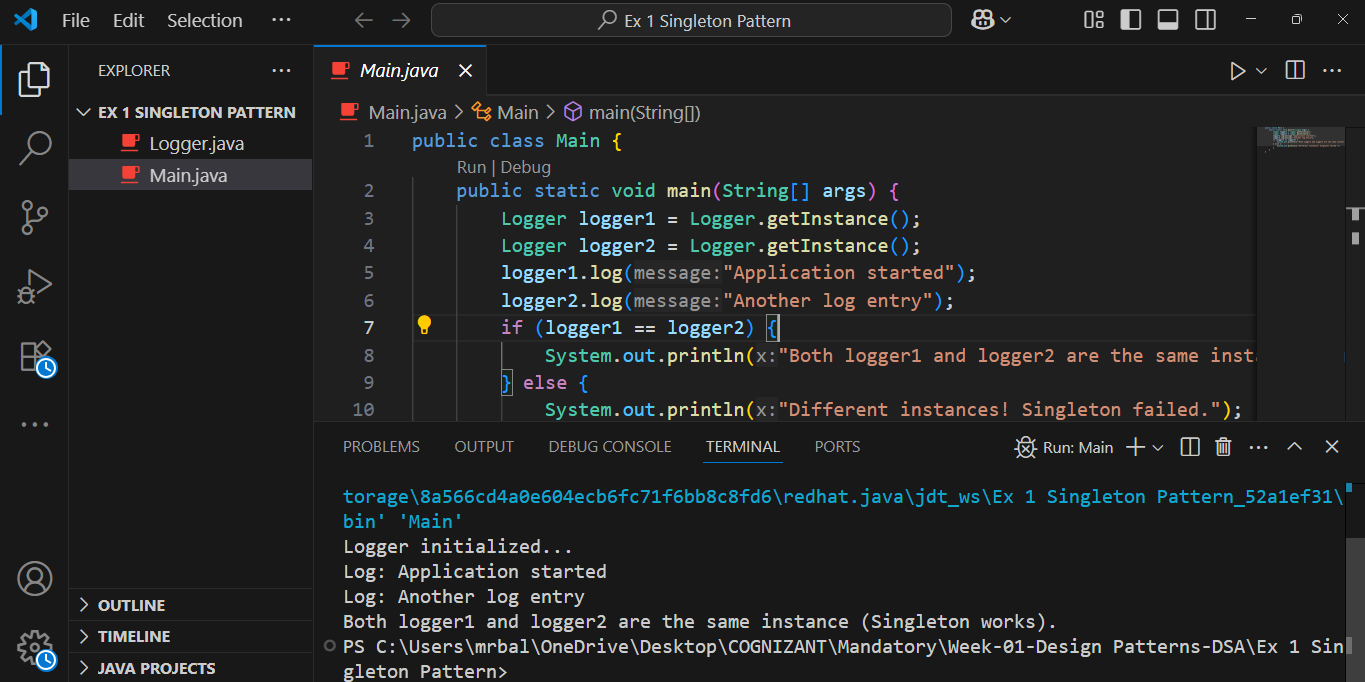 File Edit Selection ··· Ex 1 Singleton Pattern
EXPLORER ···
EX 1 SINGLETON PATTERN
Logger.java
Main.java
OUTLINE
TIMELINE
JAVA PROJECTS
Main.java
Main.java > Main > main(String[])
1 public class Main {
Run | Debug
2 public static void main(String[] args) {
3 Logger logger1 = Logger.getInstance();
4 Logger logger2 = Logger.getInstance();
5 logger1.log(message:"Application started");
6 logger2.log(message:"Another log entry");
7 if (logger1 == logger2) {
8 System.out.println(x:"Both logger1 and logger2 are the same inst
9 } else {
10 System.out.println(x:"Different instances! Singleton failed.");
PROBLEMS OUTPUT DEBUG CONSOLE TERMINAL PORTS Run: Main
torage\8a566cd4a0e604ecb6fc71f6bb8c8fd6\redhat.java\jdt_ws\Ex 1 Singleton Pattern_52a1ef31\
bin' 'Main'
Logger initialized...
Log: Application started
Log: Another log entry
Both logger1 and logger2 are the same instance (Singleton works).
PS C:\Users\mrbal\OneDrive\Desktop\COGNIZANT\Mandatory\Week-01-Design Patterns-DSA\Ex 1 Sin
gleton Pattern>